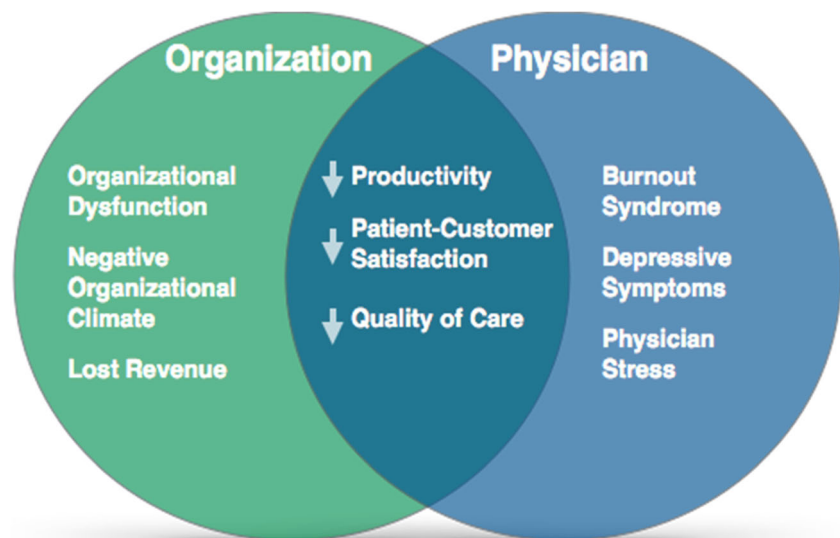 Organization
Physician
Organizational
Dysfunction
Negative
Organizational
Climate
Lost Revenue
↓ Productivity
↓ Patient-Customer
Satisfaction
↓ Quality of Care
Burnout
Syndrome
Depressive
Symptoms
Physician
Stress